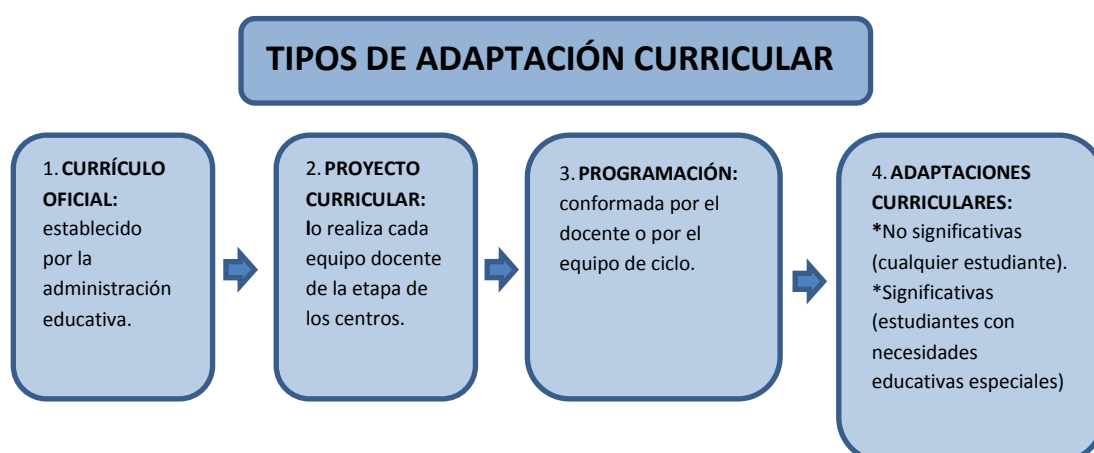 TIPOS DE ADAPTACIÓN CURRICULAR
1. CURRÍCULO
OFICIAL:
establecido
por la
administración
educativa.
2. PROYECTO
CURRICULAR:
lo realiza cada
equipo docente
de la etapa de
los centros.
3. PROGRAMACIÓN:
conformada por el
docente o por el
equipo de ciclo.
4. ADAPTACIONES
CURRICULARES:
*No significativas
(cualquier estudiante).
*Significativas
(estudiantes con
necesidades
educativas especiales)